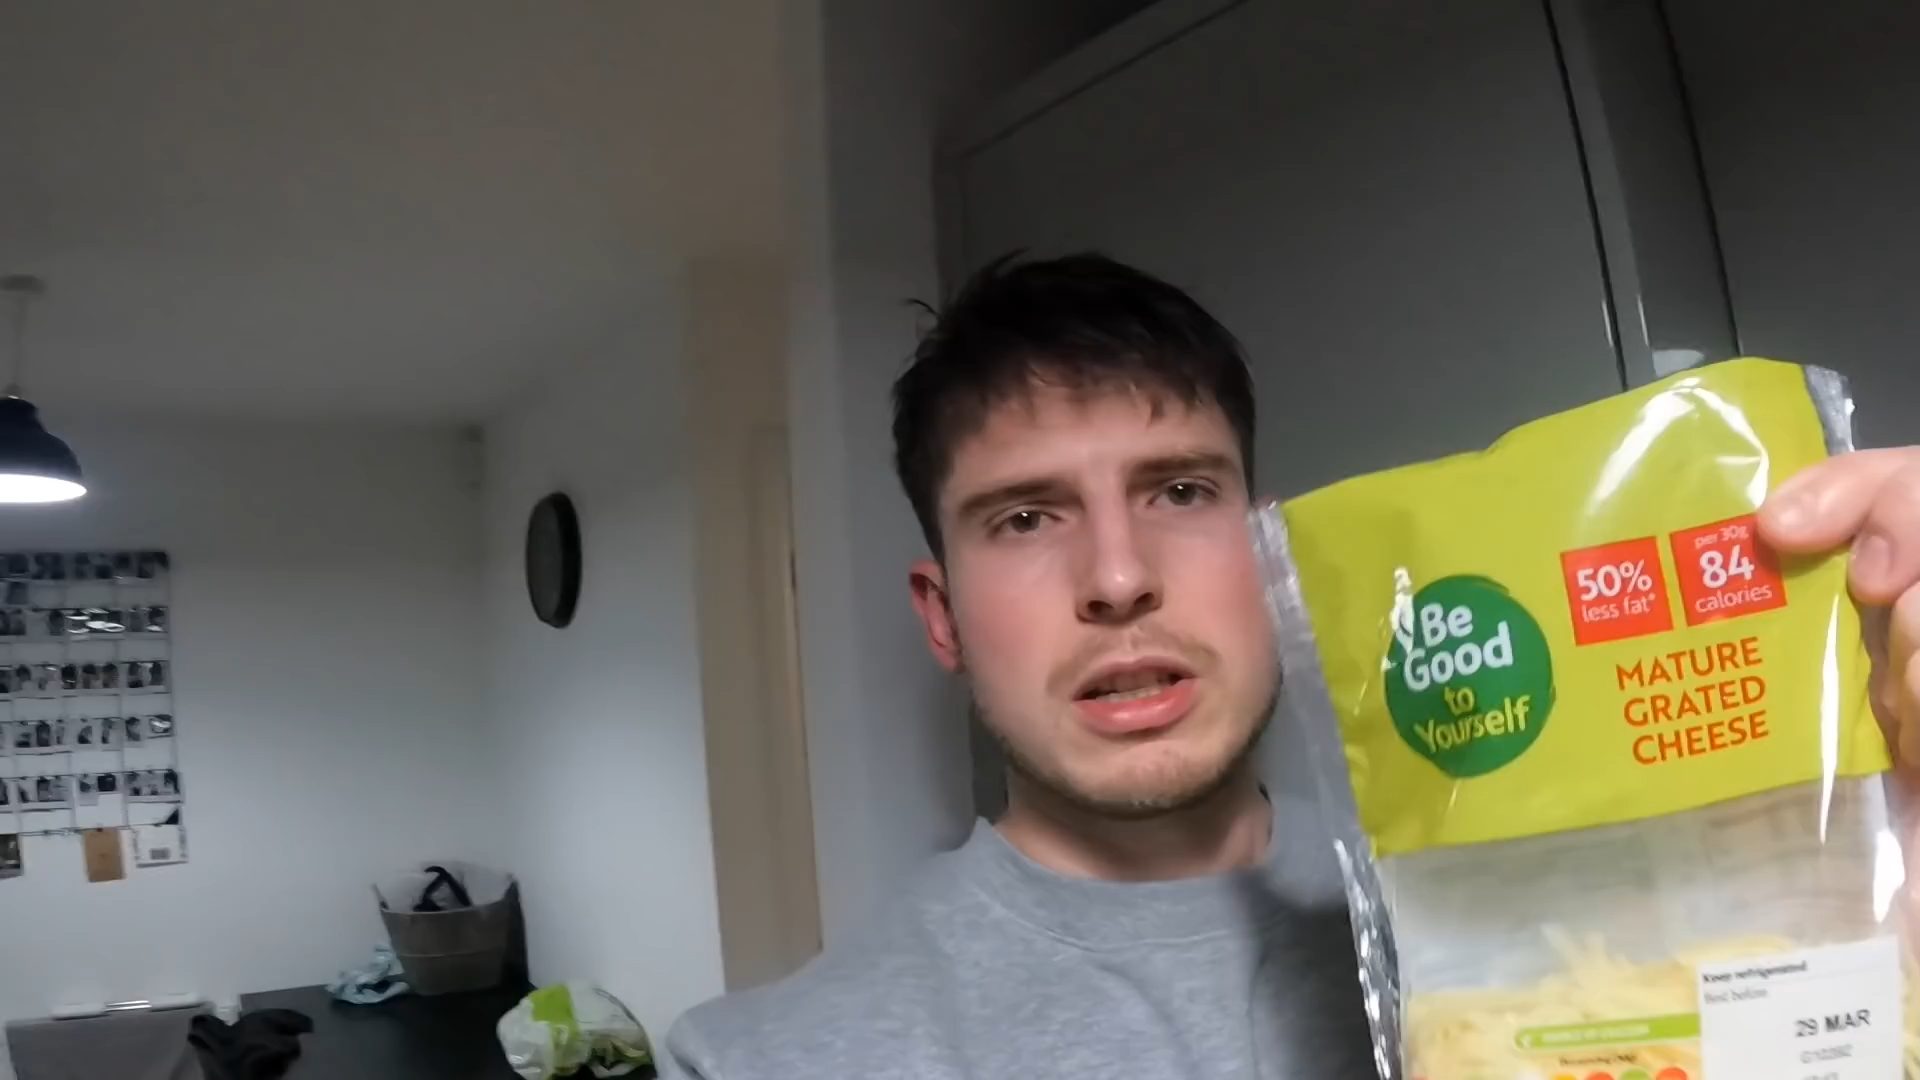 Be
Good
to
Yourself
50%
less fat*
per 30g
84
calories
MATURE
GRATED
CHEESE
Keep refrigerated
Best before
29 MAR